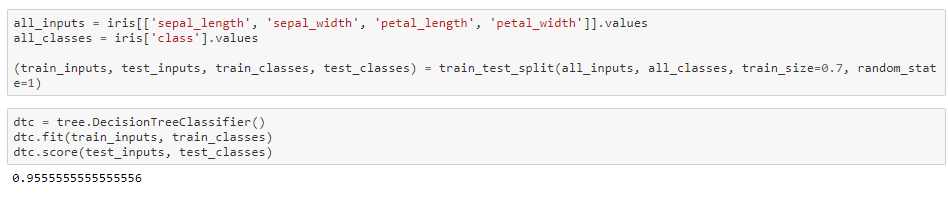 all_inputs = iris[['sepal_length', 'sepal_width', 'petal_length', 'petal_width']].values
all_classes = iris['class'].values
(train_inputs, test_inputs, train_classes, test_classes) = train_test_split(all_inputs, all_classes, train_size=0.7, random_stat
e=1)
dtc = tree.DecisionTreeClassifier()
dtc.fit(train_inputs, train_classes)
dtc.score(test_inputs, test_classes)
0.9555555555555556